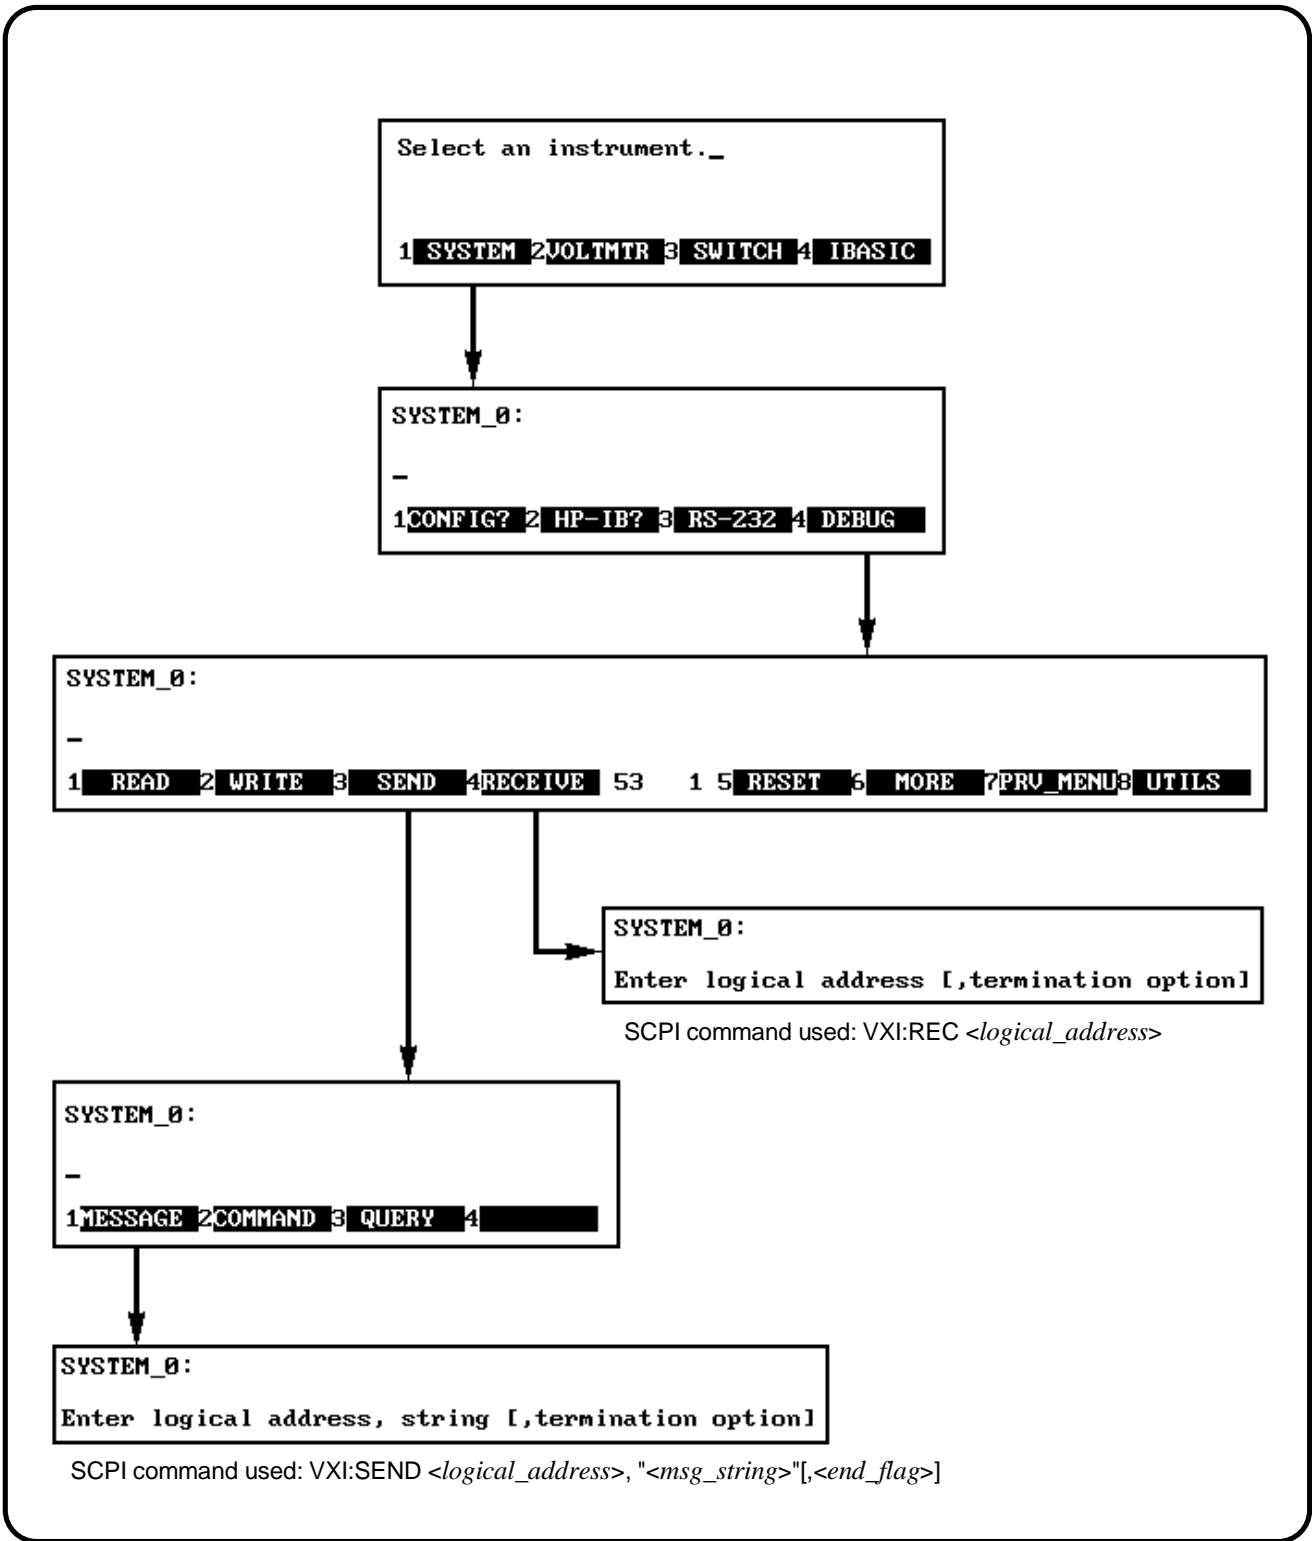 Select an instrument._
1 SYSTEM 2 VOLTMTR 3 SWITCH 4 IBASIC
SYSTEM_0:
_
1 CONFIG? 2 HP-IB? 3 RS-232 4 DEBUG
SYSTEM_0:
_
1 READ 2 WRITE 3 SEND 4 RECEIVE 53 1 5 RESET 6 MORE 7 PRV_MENU 8 UTILS
SYSTEM_0:
Enter logical address [,termination option]
SCPI command used: VXI:REC <logical_address>
SYSTEM_0:
_
1 MESSAGE 2 COMMAND 3 QUERY 4
SYSTEM_0:
Enter logical address, string [,termination option]
SCPI command used: VXI:SEND <logical_address>, "<msg_string>"[,<end_flag>]